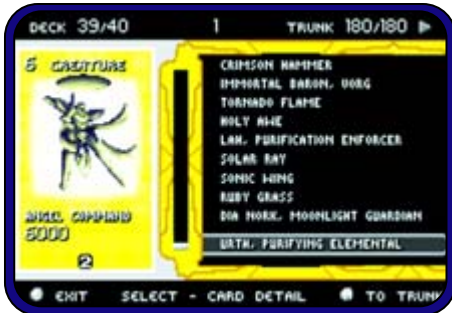 DECK 39/40 1 TRUNK 180/180
6 CREATURE
CRIMSON HAMMER
IMMORTAL BARON, VORG
TORNADO FLAME
HOLY AWE
LAH, PURIFICATION ENFORCER
SOLAR RAY
SONIC WING
RUBY GRASS
DIA NORK, MOONLIGHT GUARDIAN
URTH, PURIFYING ELEMENTAL
ANGEL COMMAND
6000
2
EXIT SELECT - CARD DETAIL TO TRUNK